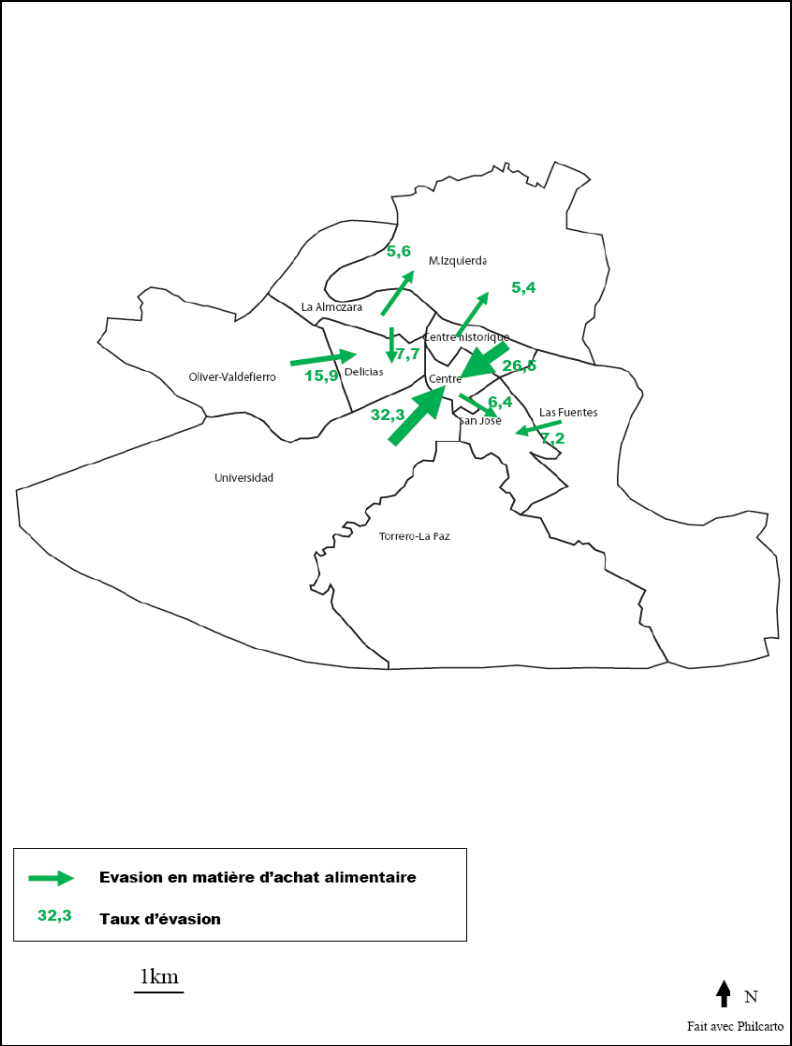 5,6
M.Izquierda
5,4
La Almozara
Centre historique
7,7
26,5
Oliver-Valdefierro
15,9
Delicias
Centre
32,3
6,4
San José
Las Fuentes
7,2
Universidad
Torrero-La Paz
Evasion en matière d’achat alimentaire
32,3
Taux d’évasion
1km
N
Fait avec Philcarto